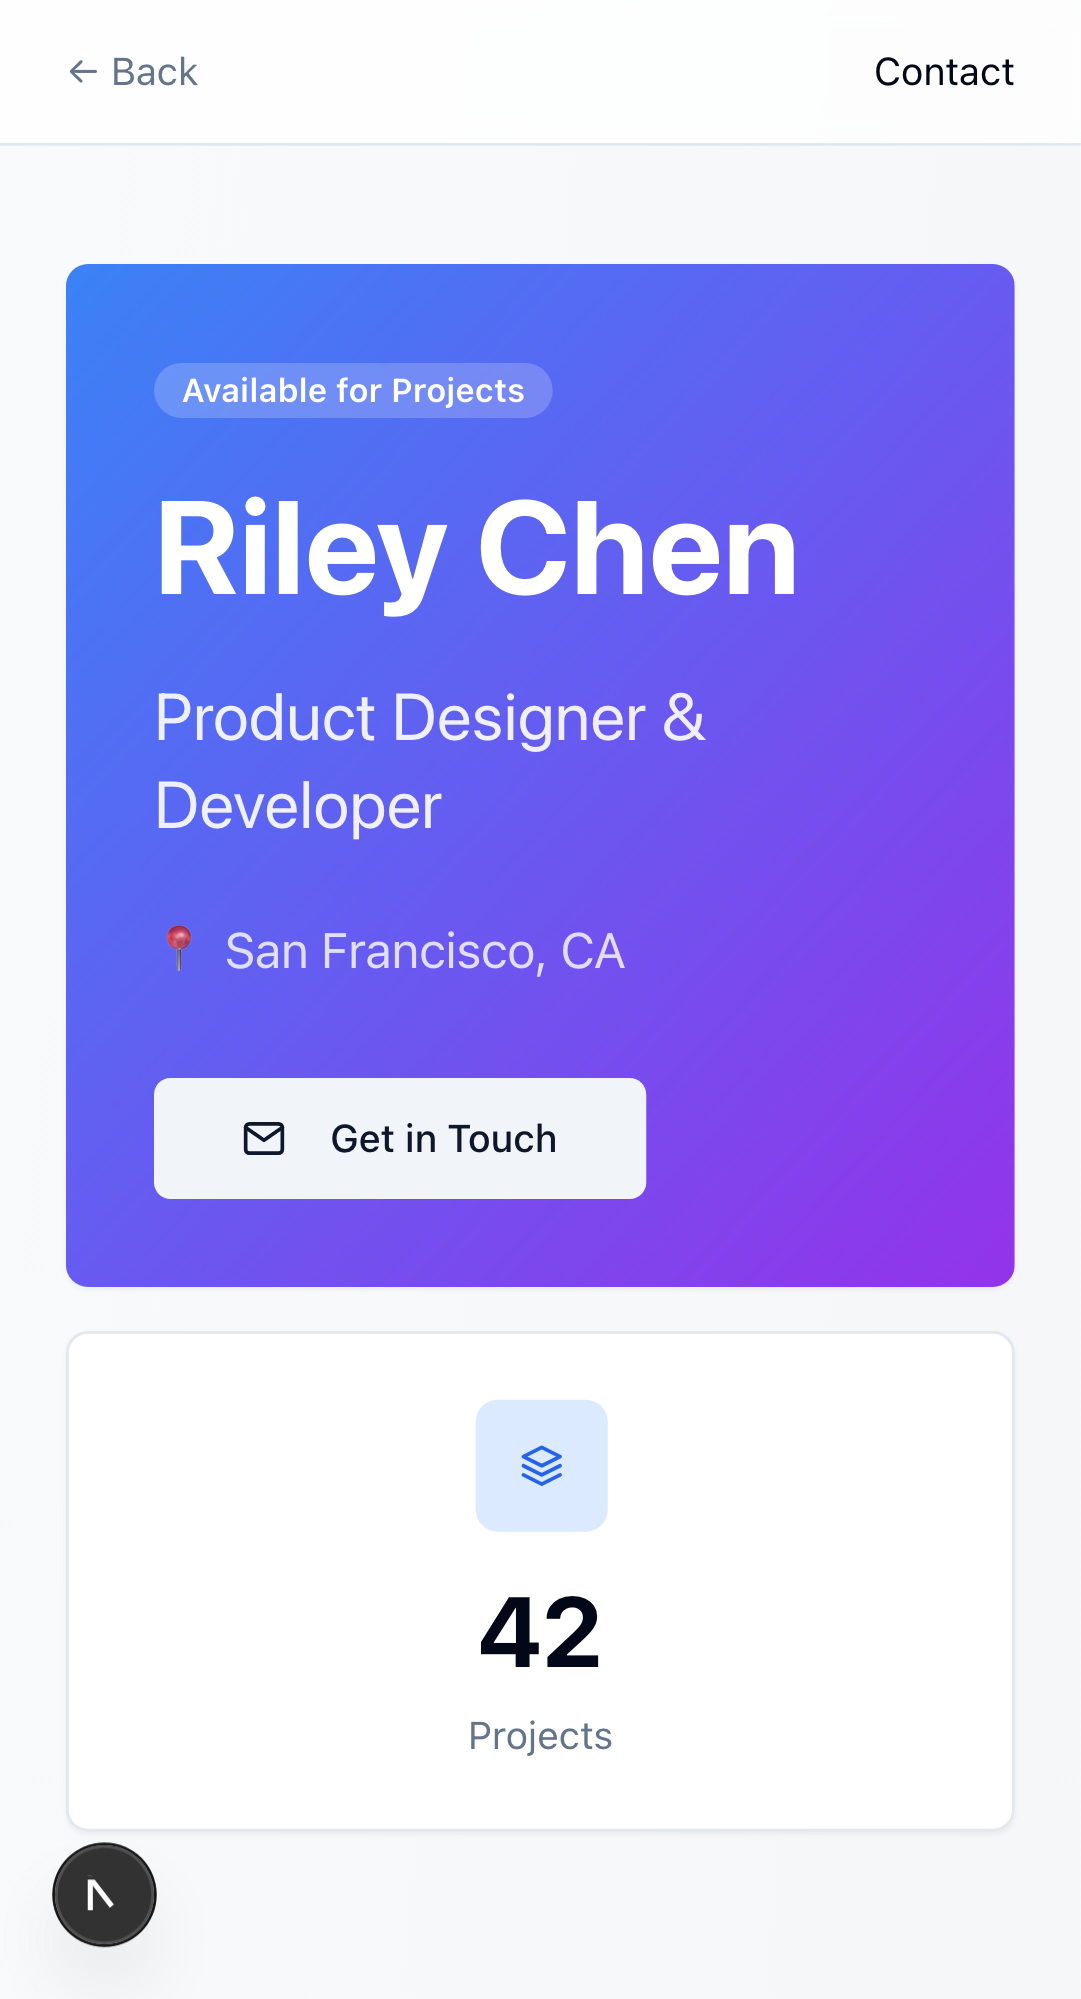 ← Back
Contact
Available for Projects
Riley Chen
Product Designer &
Developer
📍 San Francisco, CA
Get in Touch
42
Projects